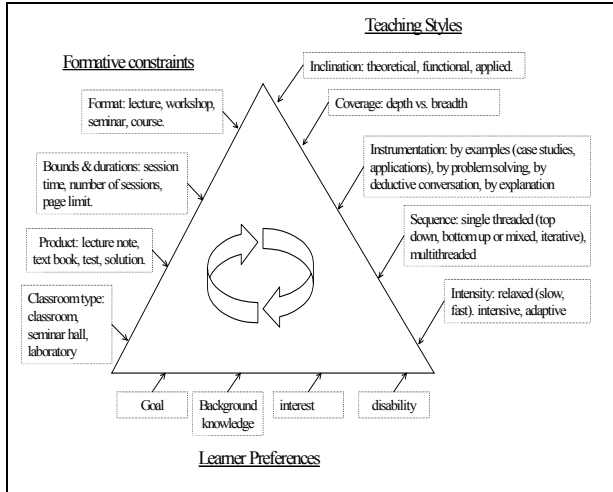 Teaching Styles
Formative constraints
Inclination: theoretical, functional, applied.
Format: lecture, workshop,
seminar, course.
Coverage: depth vs. breadth
Instrumentation: by examples (case studies,
applications), by problem solving, by
deductive conversation, by explanation
Bounds & durations: session
time, number of sessions,
page limit.
Sequence: single threaded (top
down, bottom up or mixed, iterative),
multithreaded
Product: lecture note,
text book, test, solution.
Intensity: relaxed (slow,
fast). intensive, adaptive
Classroom type:
classroom,
seminar hall,
laboratory
Goal
Background
knowledge
interest
disability
Learner Preferences